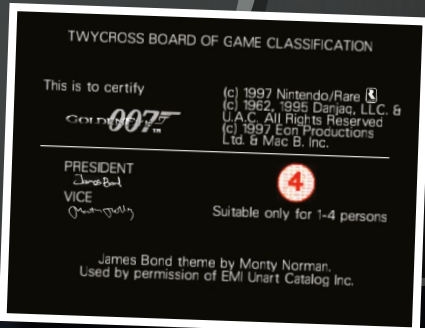 TWYCROSS BOARD OF GAME CLASSIFICATION
This is to certify
GOLDENEYE 007 TM
(c) 1997 Nintendo/Rare R
(c) 1962, 1995 Danjaq, LLC. &
U.A.C. All Rights Reserved
(c) 1997 Eon Productions
Ltd. & Mac B. Inc.
PRESIDENT
James Bond
VICE
4
Suitable only for 1-4 persons
James Bond theme by Monty Norman.
Used by permission of EMI Unart Catalog Inc.